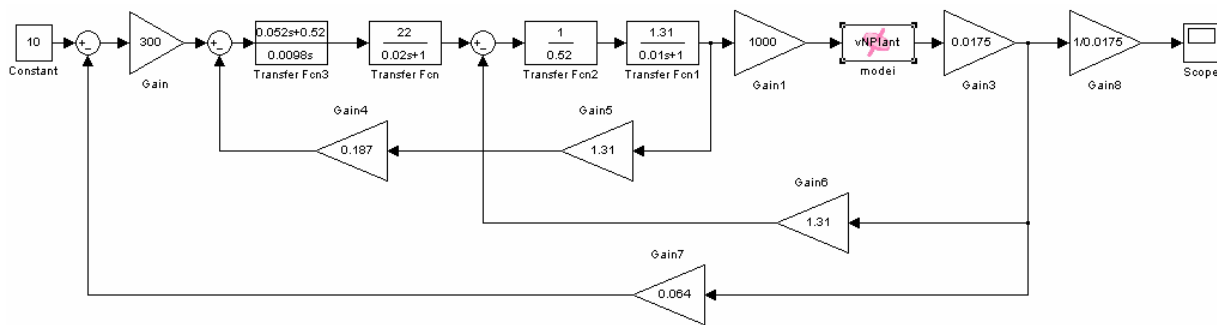 10
Constant
300
Gain
0.052s+0.52
0.0098s
Transfer Fcn3
22
0.02s+1
Transfer Fcn
1
0.52
Transfer Fcn2
1.31
0.01s+1
Transfer Fcn1
1000
Gain1
vNPlant
modei
0.0175
Gain3
1/0.0175
Gain8
Scope
Gain4
0.187
Gain5
1.31
Gain6
1.31
Gain7
0.064